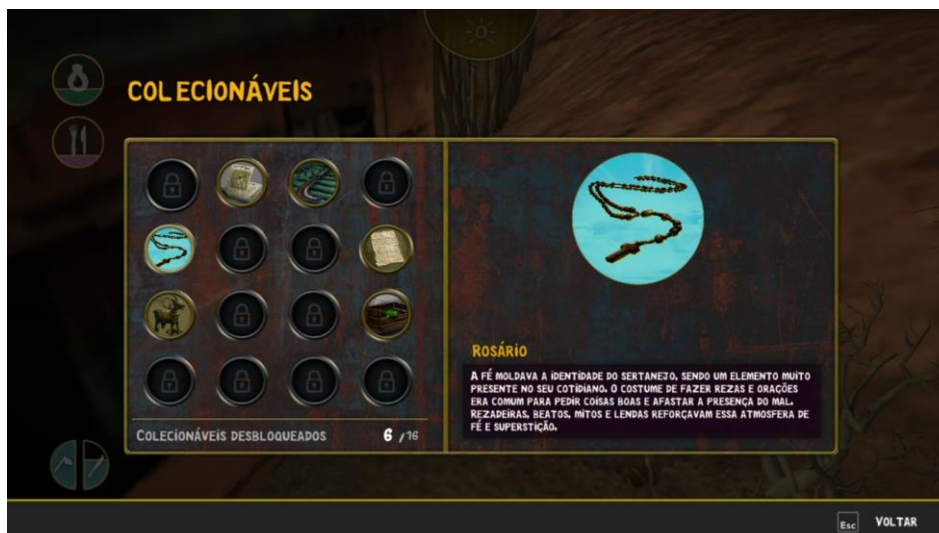 COLECIONÁVEIS
ROSÁRIO
A FÉ MOLDAVA A IDENTIDADE DO SERTANEJO, SENDO UM ELEMENTO MUITO
PRESENTE NO SEU COTIDIANO. O COSTUME DE FAZER REZAS E ORAÇÕES
ERA COMUM PARA PEDIR COISAS BOAS E AFASTAR A PRESENÇA DO MAL.
REZADEIRAS, BEATOS, MITOS E LENDAS REFORÇAVAM ESSA ATMOSFERA DE
FÉ E SUPERSTIÇÃO.
COLECIONÁVEIS DESBLOQUEADOS 6 /16
Esc VOLTAR